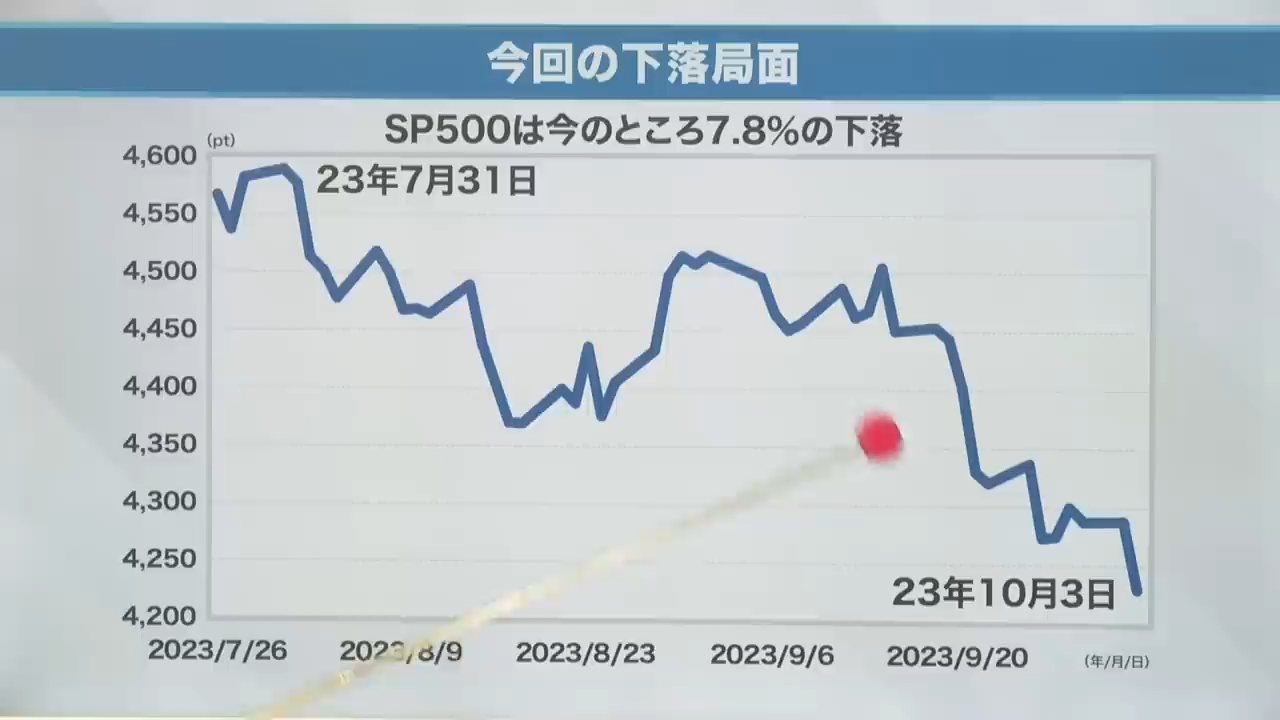 今回の下落局面
SP500は今のところ7.8%の下落
(pt)
4,600
23年7月31日
4,550
4,500
4,450
4,400
4,350
4,300
4,250
23年10月3日
4,200
2023/7/26 2023/8/9 2023/8/23 2023/9/6 2023/9/20 (年/月/日)